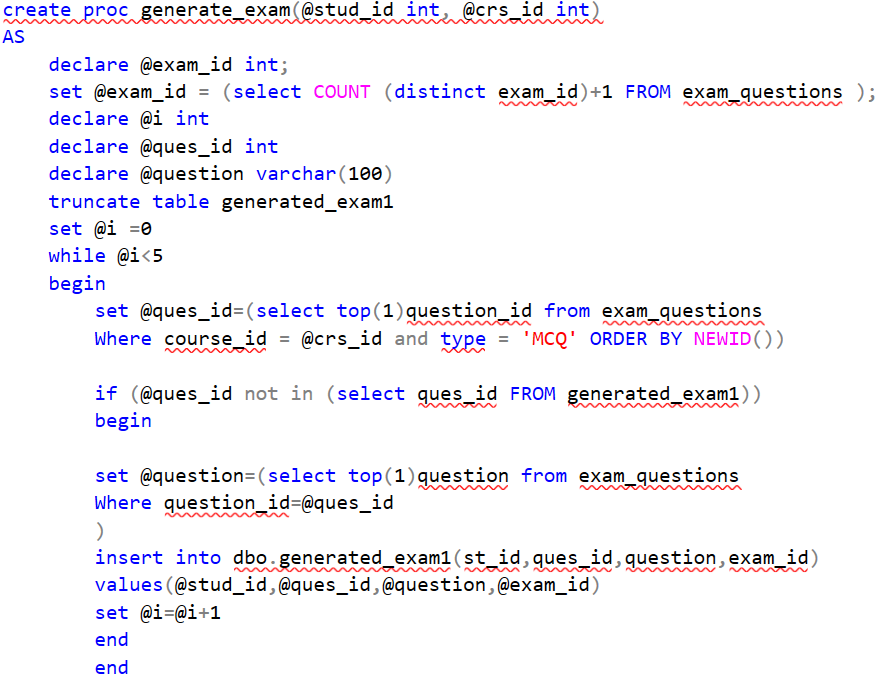 create proc generate_exam(@stud_id int, @crs_id int)
AS
declare @exam_id int;
set @exam_id = (select COUNT (distinct exam_id)+1 FROM exam_questions );
declare @i int
declare @ques_id int
declare @question varchar(100)
truncate table generated_exam1
set @i =0
while @i<5
begin
set @ques_id=(select top(1)question_id from exam_questions
Where course_id = @crs_id and type = 'MCQ' ORDER BY NEWID())
if (@ques_id not in (select ques_id FROM generated_exam1))
begin
set @question=(select top(1)question from exam_questions
Where question_id=@ques_id
)
insert into dbo.generated_exam1(st_id,ques_id,question,exam_id)
values(@stud_id,@ques_id,@question,@exam_id)
set @i=@i+1
end
end